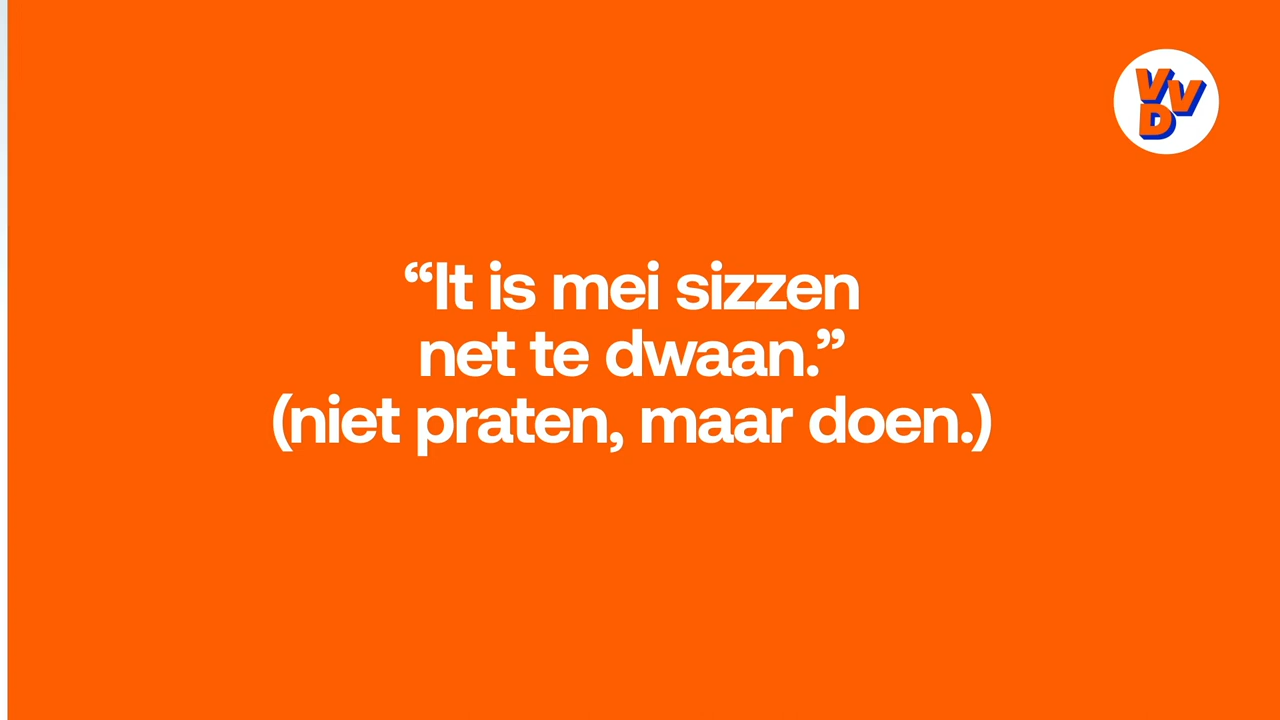 VVD
“It is mei sizzen
net te dwaan.”
(niet praten, maar doen.)